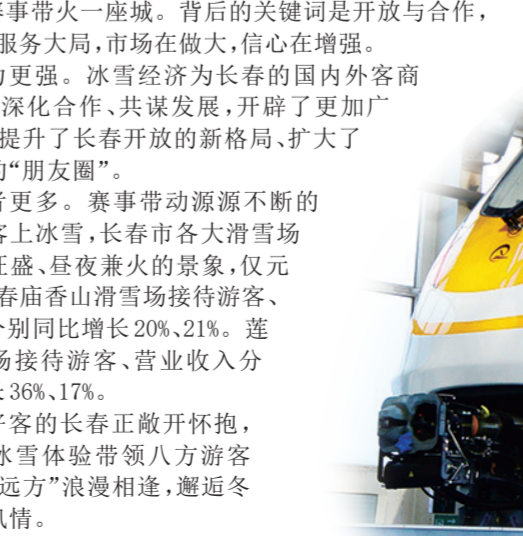 赛事带火一座城。背后的关键词是开放与合作，
服务大局，市场在做大，信心在增强。
力更强。冰雪经济为长春的国内外客商
深化合作、共谋发展，开辟了更加广
提升了长春开放的新格局、扩大了
的“朋友圈”。
者更多。赛事带动源源不断的
客上冰雪，长春市各大滑雪场
旺盛、昼夜兼火的景象，仅元
春庙香山滑雪场接待游客、
分别同比增长20%、21%。莲
场接待游客、营业收入分
长36%、17%。
好客的长春正敞开怀抱，
冰雪体验带领八方游客
远方”浪漫相逢，邂逅冬
风情。